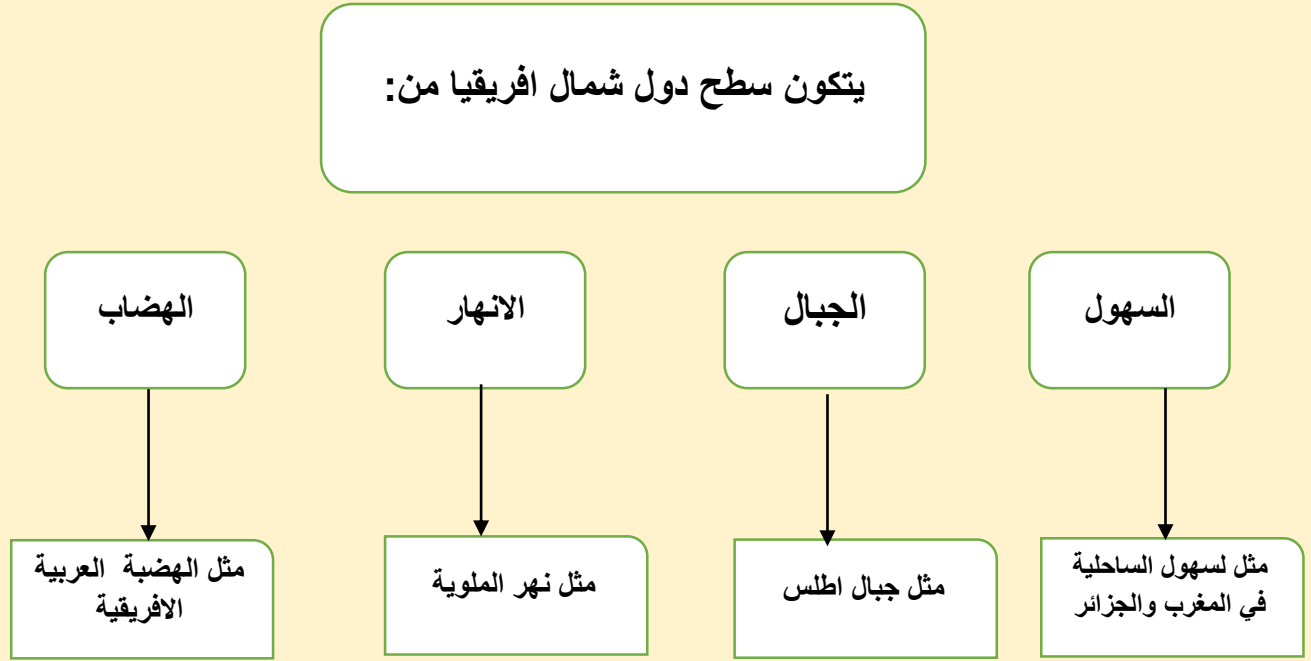 يتكون سطح دول شمال افريقيا من:
السهول
الجبال
الانهار
الهضاب
مثل لسهول الساحلية
في المغرب والجزائر
مثل جبال اطلس
مثل نهر الملوية
مثل الهضبة العربية
الافريقية